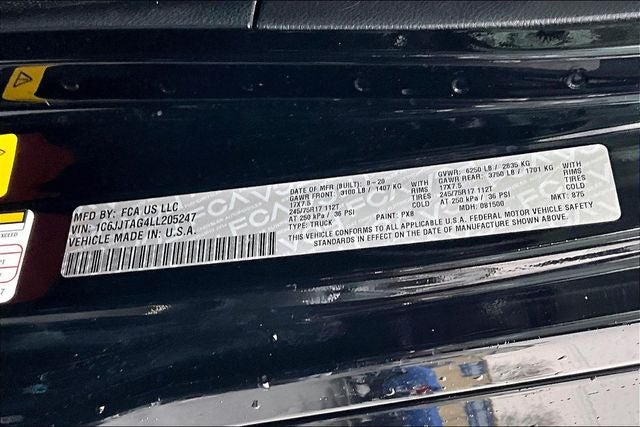 MFD BY: FCA US LLC
VIN: 1C6JJTAG4LL205247
VEHICLE MADE IN U.S.A.
DATE OF MFR (BUILT): 8-20
GAWR FRONT: 3100 LB / 1407 KG WITH
17X7.5 RIMS
245/75R17 112T TIRES
AT 250 kPa / 36 PSI COLD
TYPE: TRUCK PAINT: PX8
GVWR: 6250 LB / 2835 KG
GAWR REAR: 3750 LB / 1701 KG WITH
17X7.5 RIMS
245/75R17 112T TIRES
AT 250 kPa / 36 PSI COLD
MDH: 081500 MKT: 875
THIS VEHICLE CONFORMS TO ALL APPLICABLE U.S.A. FEDERAL MOTOR VEHICLE SAFETY
STANDARDS IN EFFECT ON THE DATE OF MANUFACTURE SHOWN ABOVE.